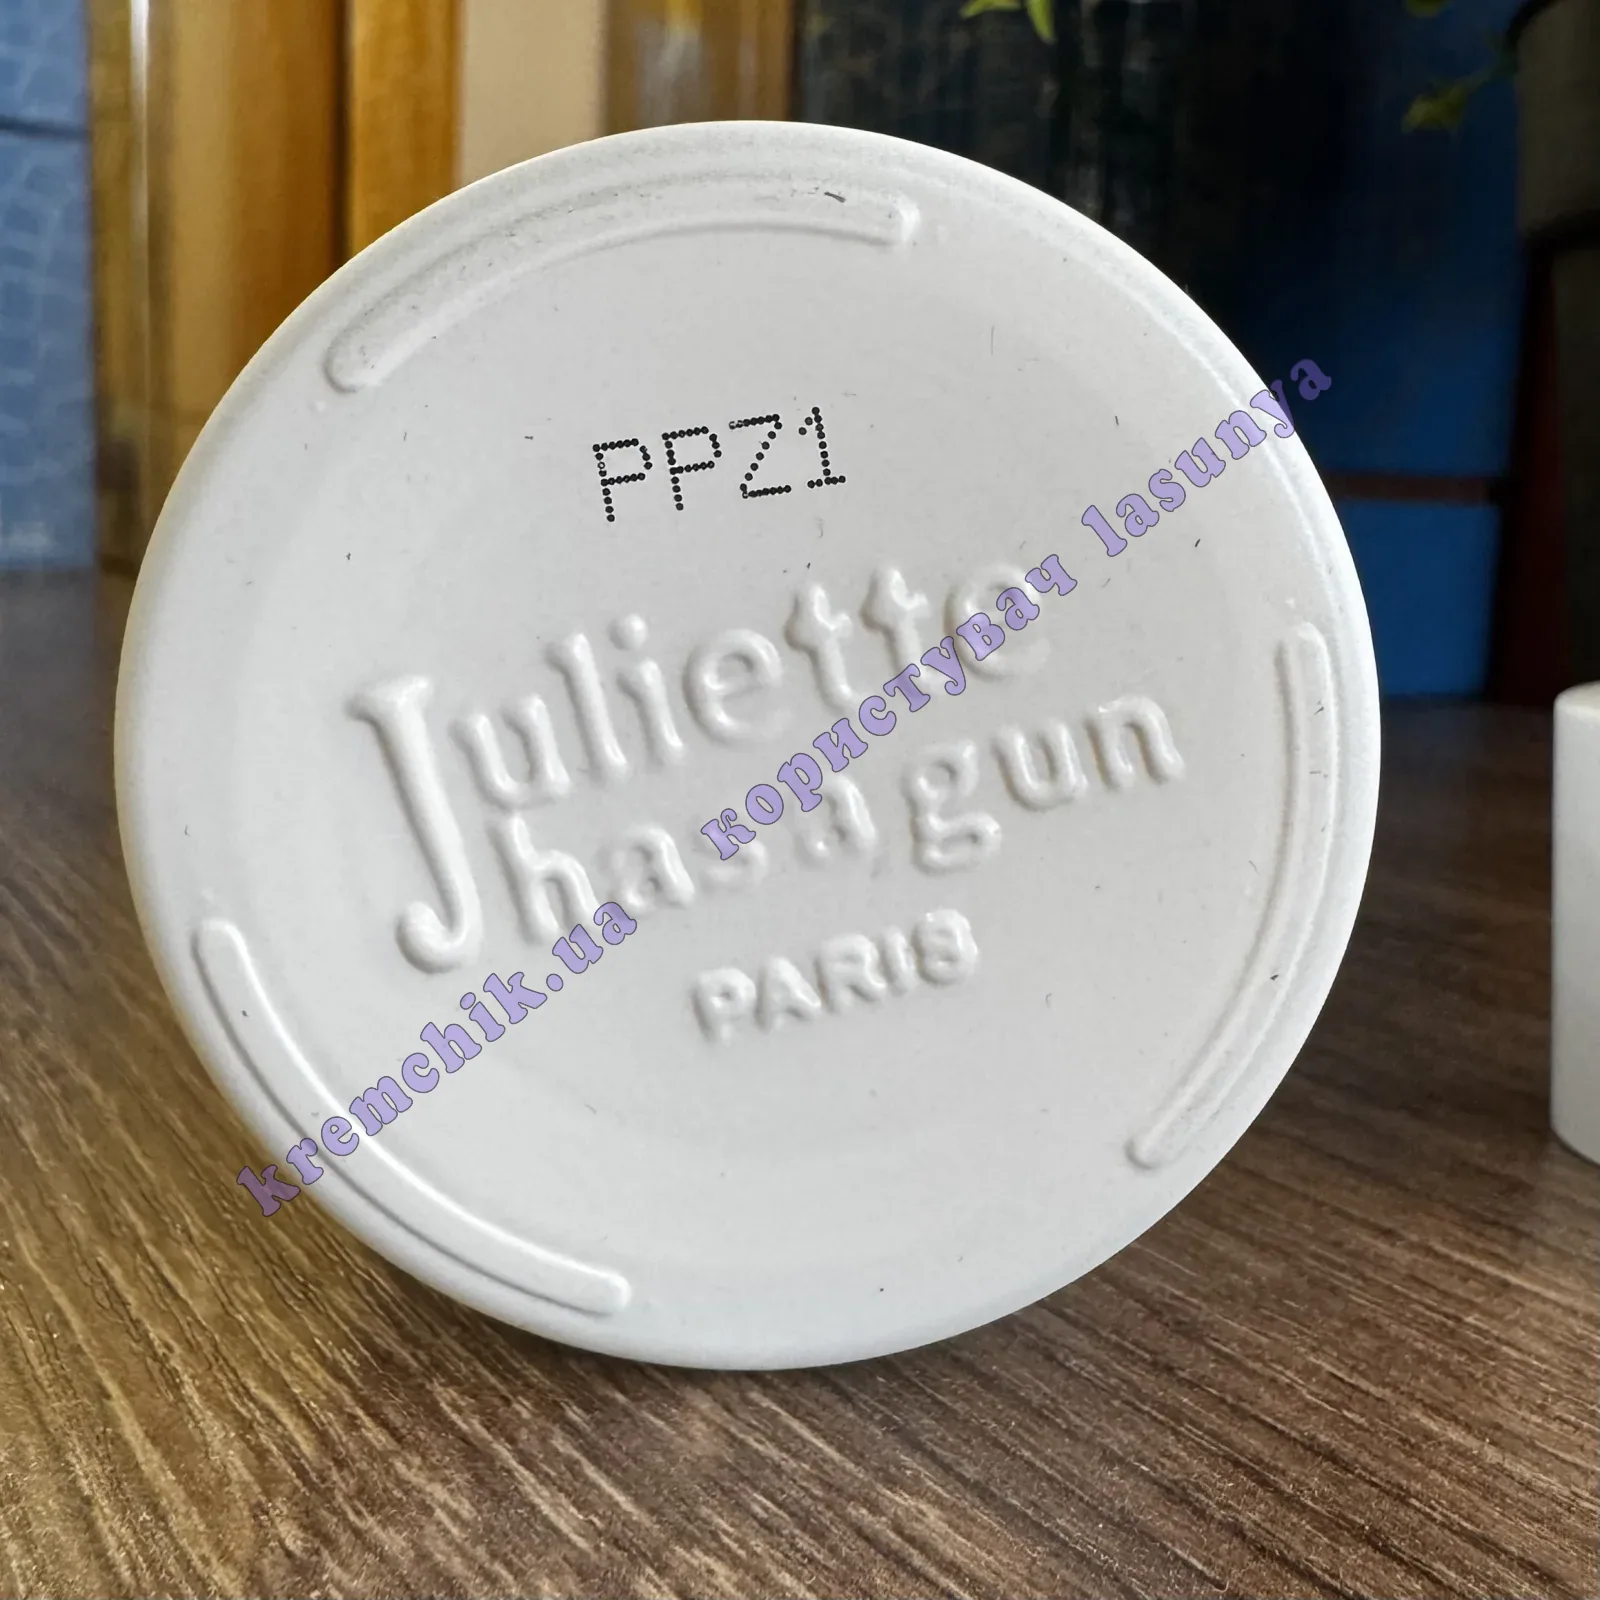 PPZ1
Juliette
has a gun
PARIS
kremchik.ua користувач lasunya